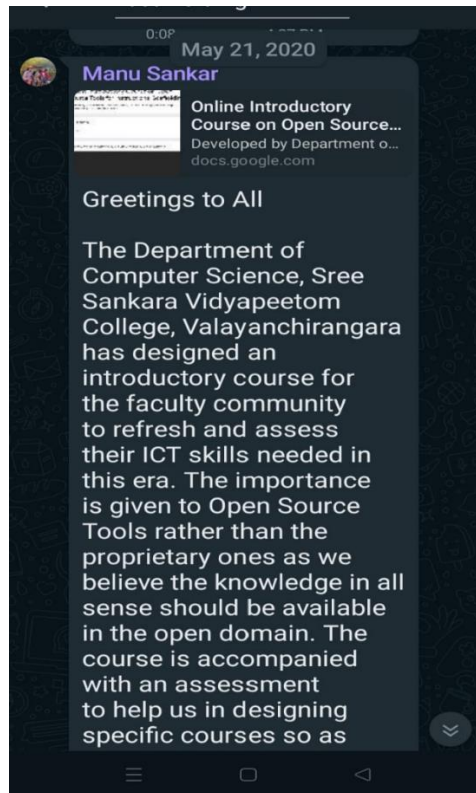 0:08
May 21, 2020
Manu Sankar
Online Introductory
Course on Open Source...
Developed by Department o...
docs.google.com
Greetings to All
The Department of
Computer Science, Sree
Sankara Vidyapeetom
College, Valayanchirangara
has designed an
introductory course for
the faculty community
to refresh and assess
their ICT skills needed in
this era. The importance
is given to Open Source
Tools rather than the
proprietary ones as we
believe the knowledge in all
sense should be available
in the open domain. The
course is accompanied
with an assessment
to help us in designing
specific courses so as